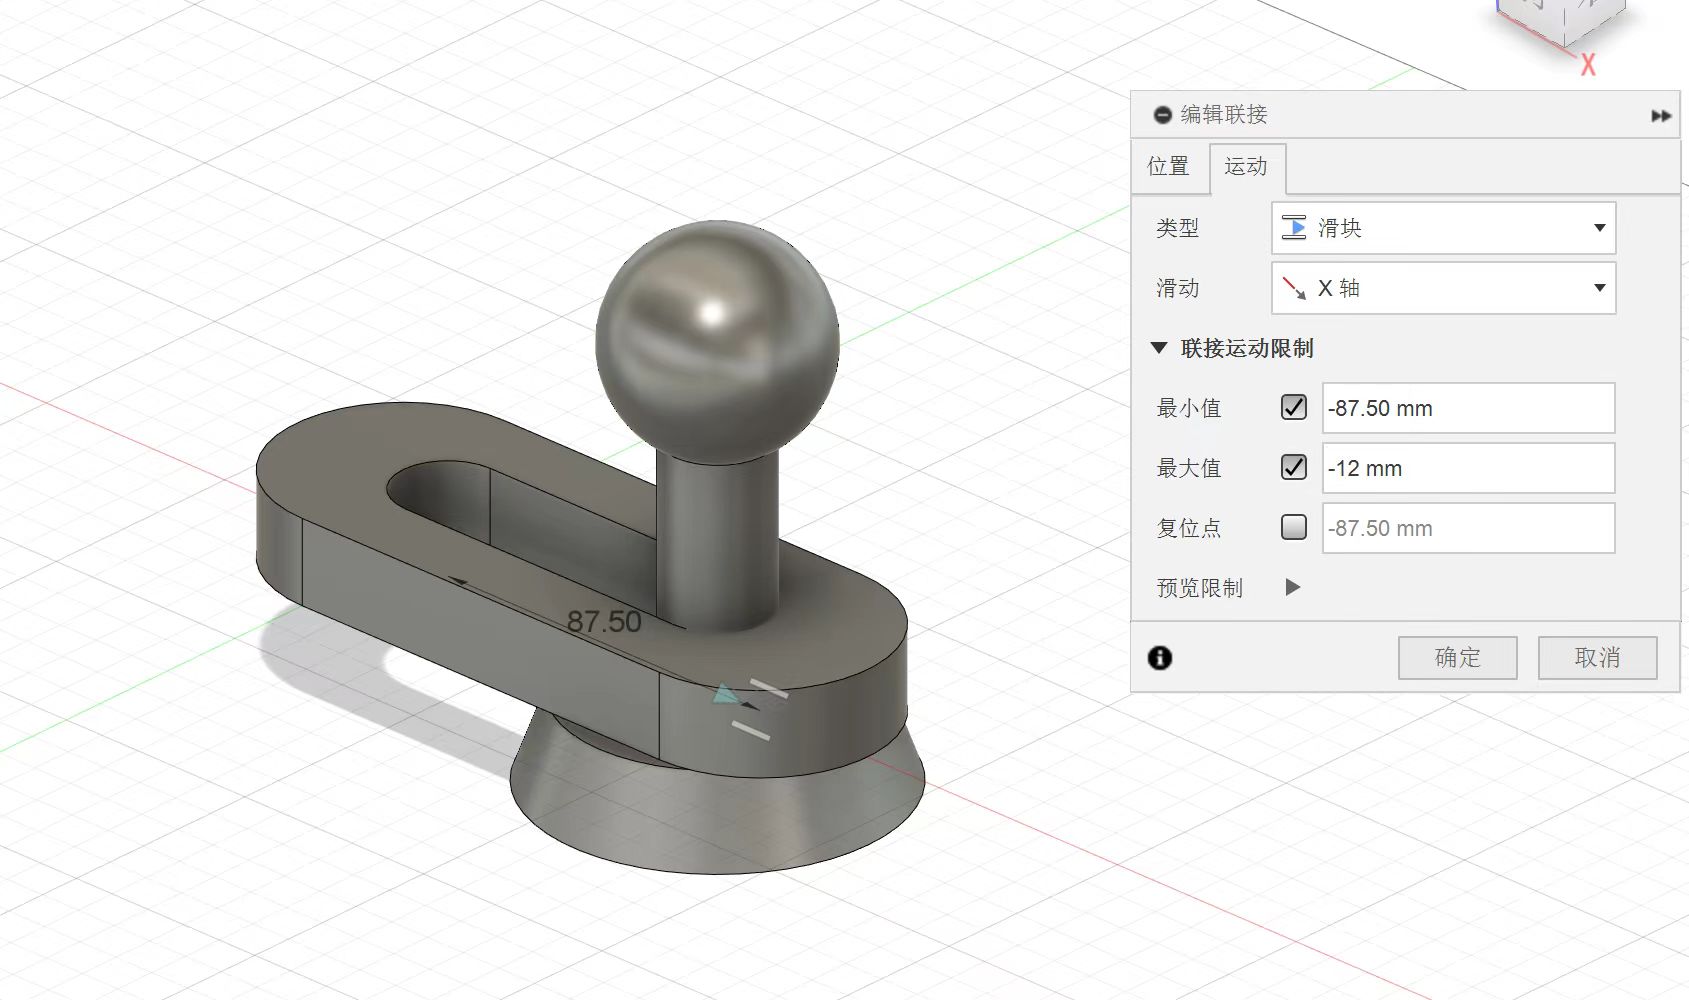 X
编辑联接
位置 运动
类型 滑块
滑动 X 轴
联接运动限制
最小值 -87.50 mm
最大值 -12 mm
复位点 -87.50 mm
预览限制
87.50
确定 取消